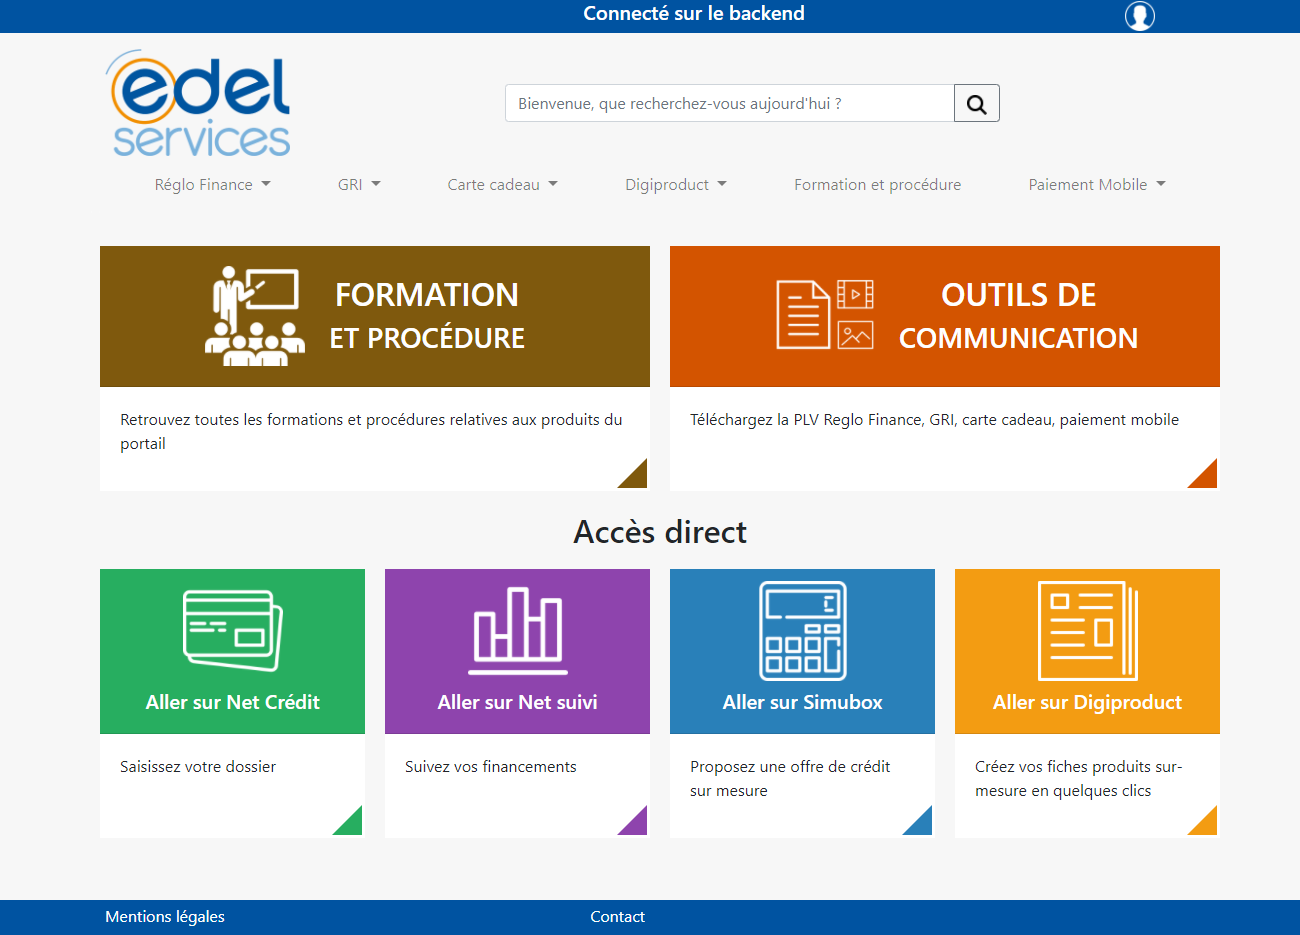 Connecté sur le backend
edel
services
Bienvenue, que recherchez-vous aujourd'hui ?
Réglo Finance
GRI
Carte cadeau
Digiproduct
Formation et procédure
Paiement Mobile
FORMATION
ET PROCÉDURE
Retrouvez toutes les formations et procédures relatives aux produits du
portail
OUTILS DE
COMMUNICATION
Téléchargez la PLV Reglo Finance, GRI, carte cadeau, paiement mobile
Accès direct
Aller sur Net Crédit
Saisissez votre dossier
Aller sur Net suivi
Suivez vos financements
Aller sur Simubox
Proposez une offre de crédit
sur mesure
Aller sur Digiproduct
Créez vos fiches produits sur-
mesure en quelques clics
Mentions légales
Contact